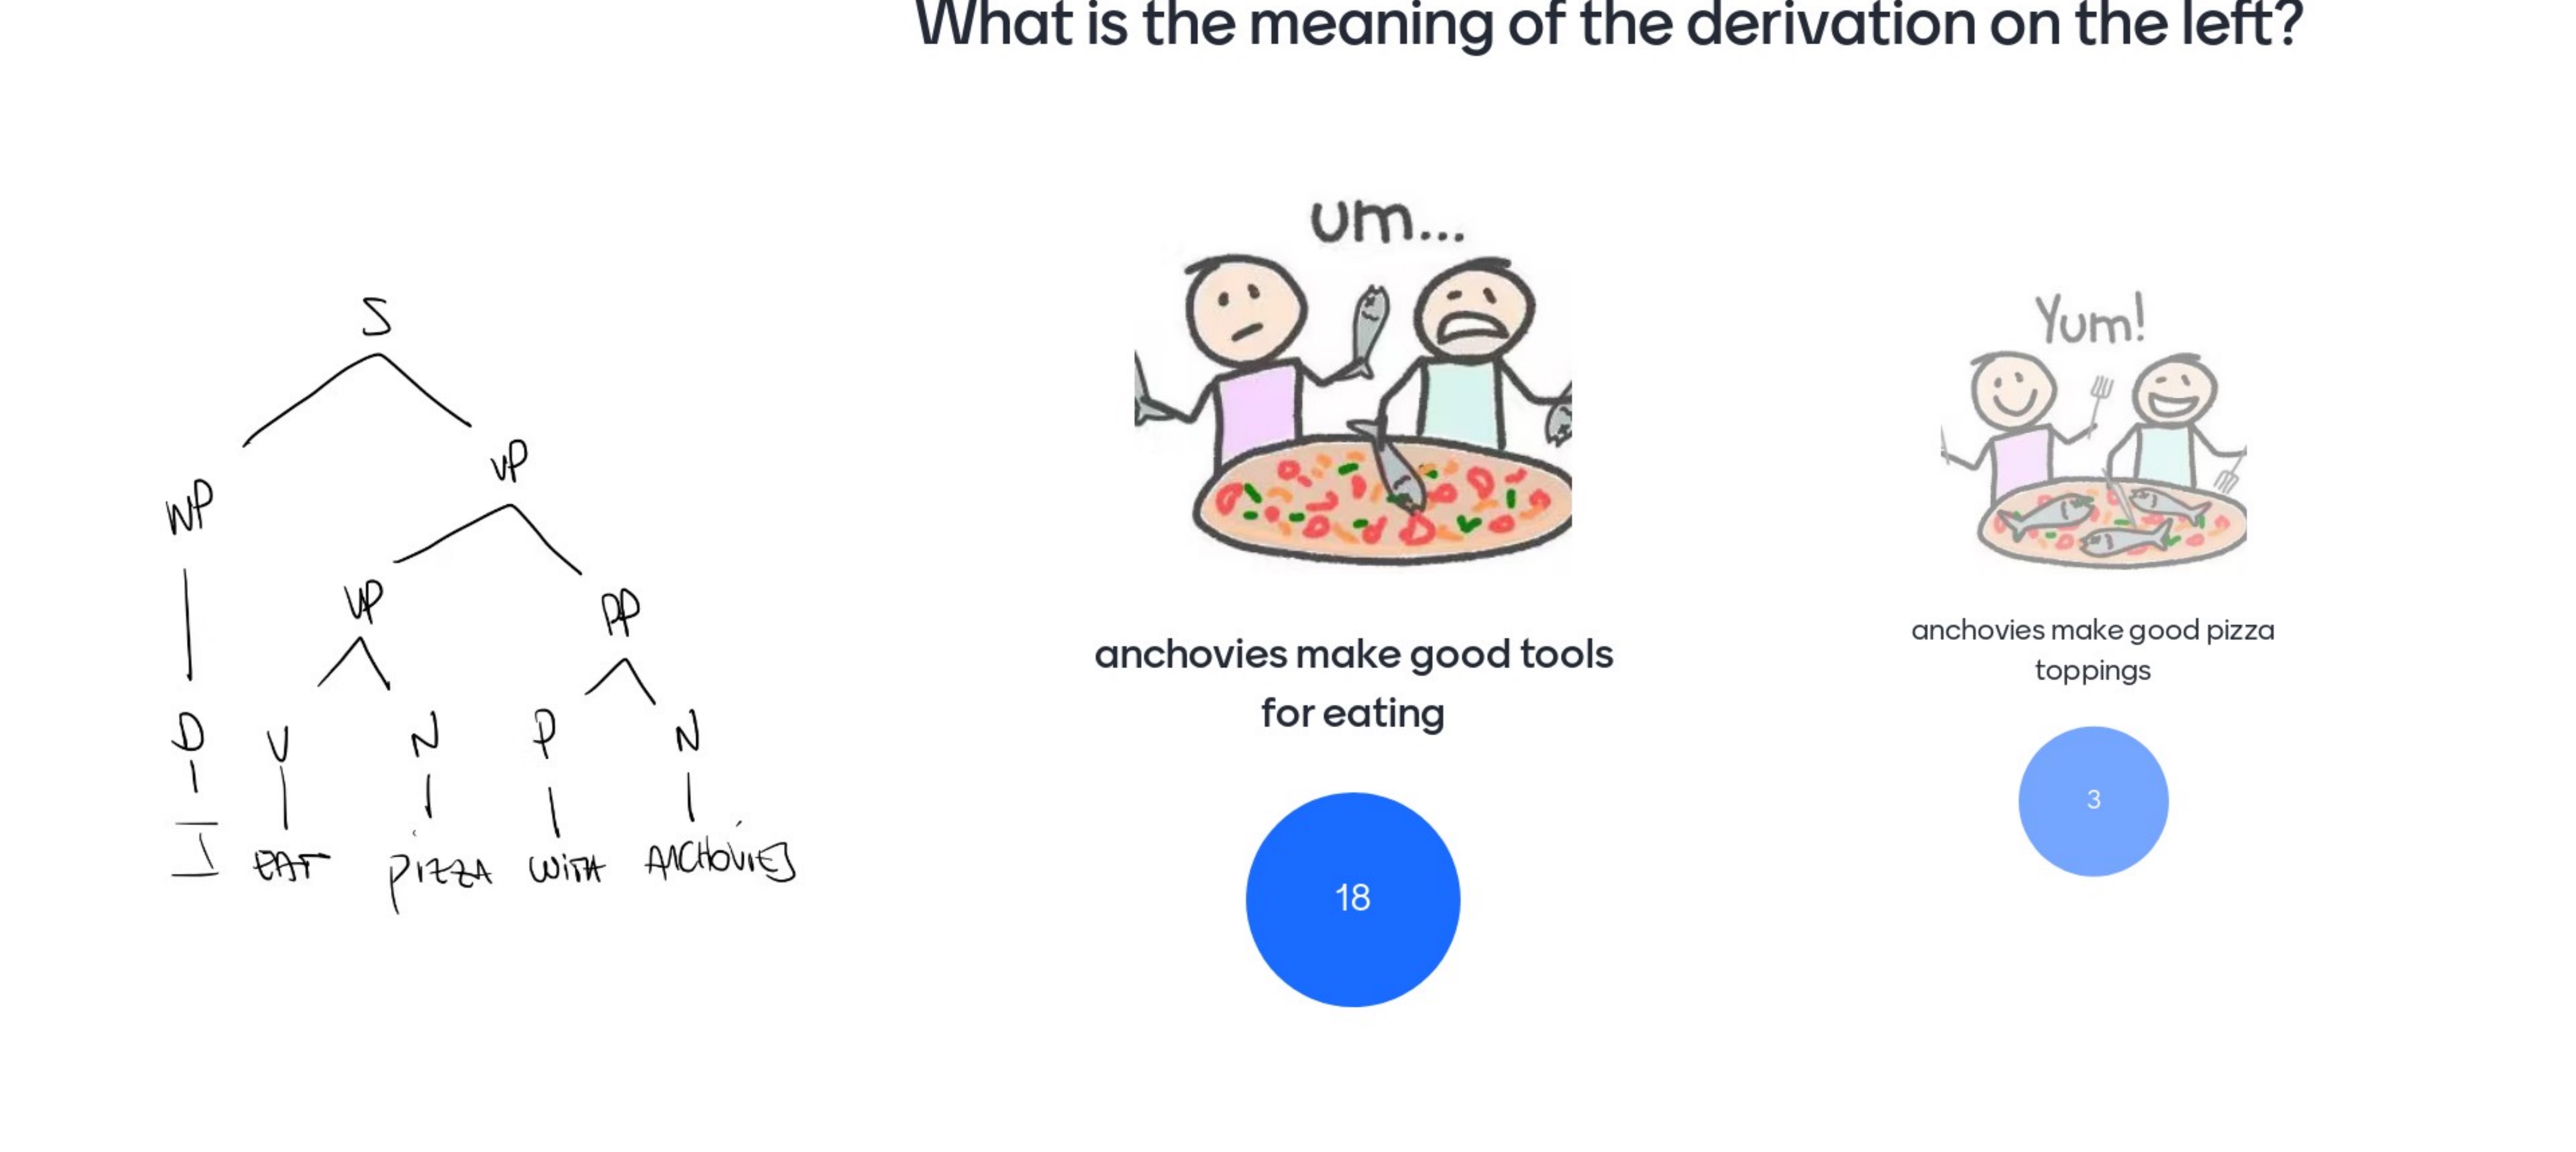 What is the meaning of the derivation on the left?
um...
Yum!
S
NP
VP
VP
PP
D
V
N
P
N
I
EAT
pizzA
WiTH
ANCHoViES
anchovies make good tools
for eating
anchovies make good pizza
toppings
18
3